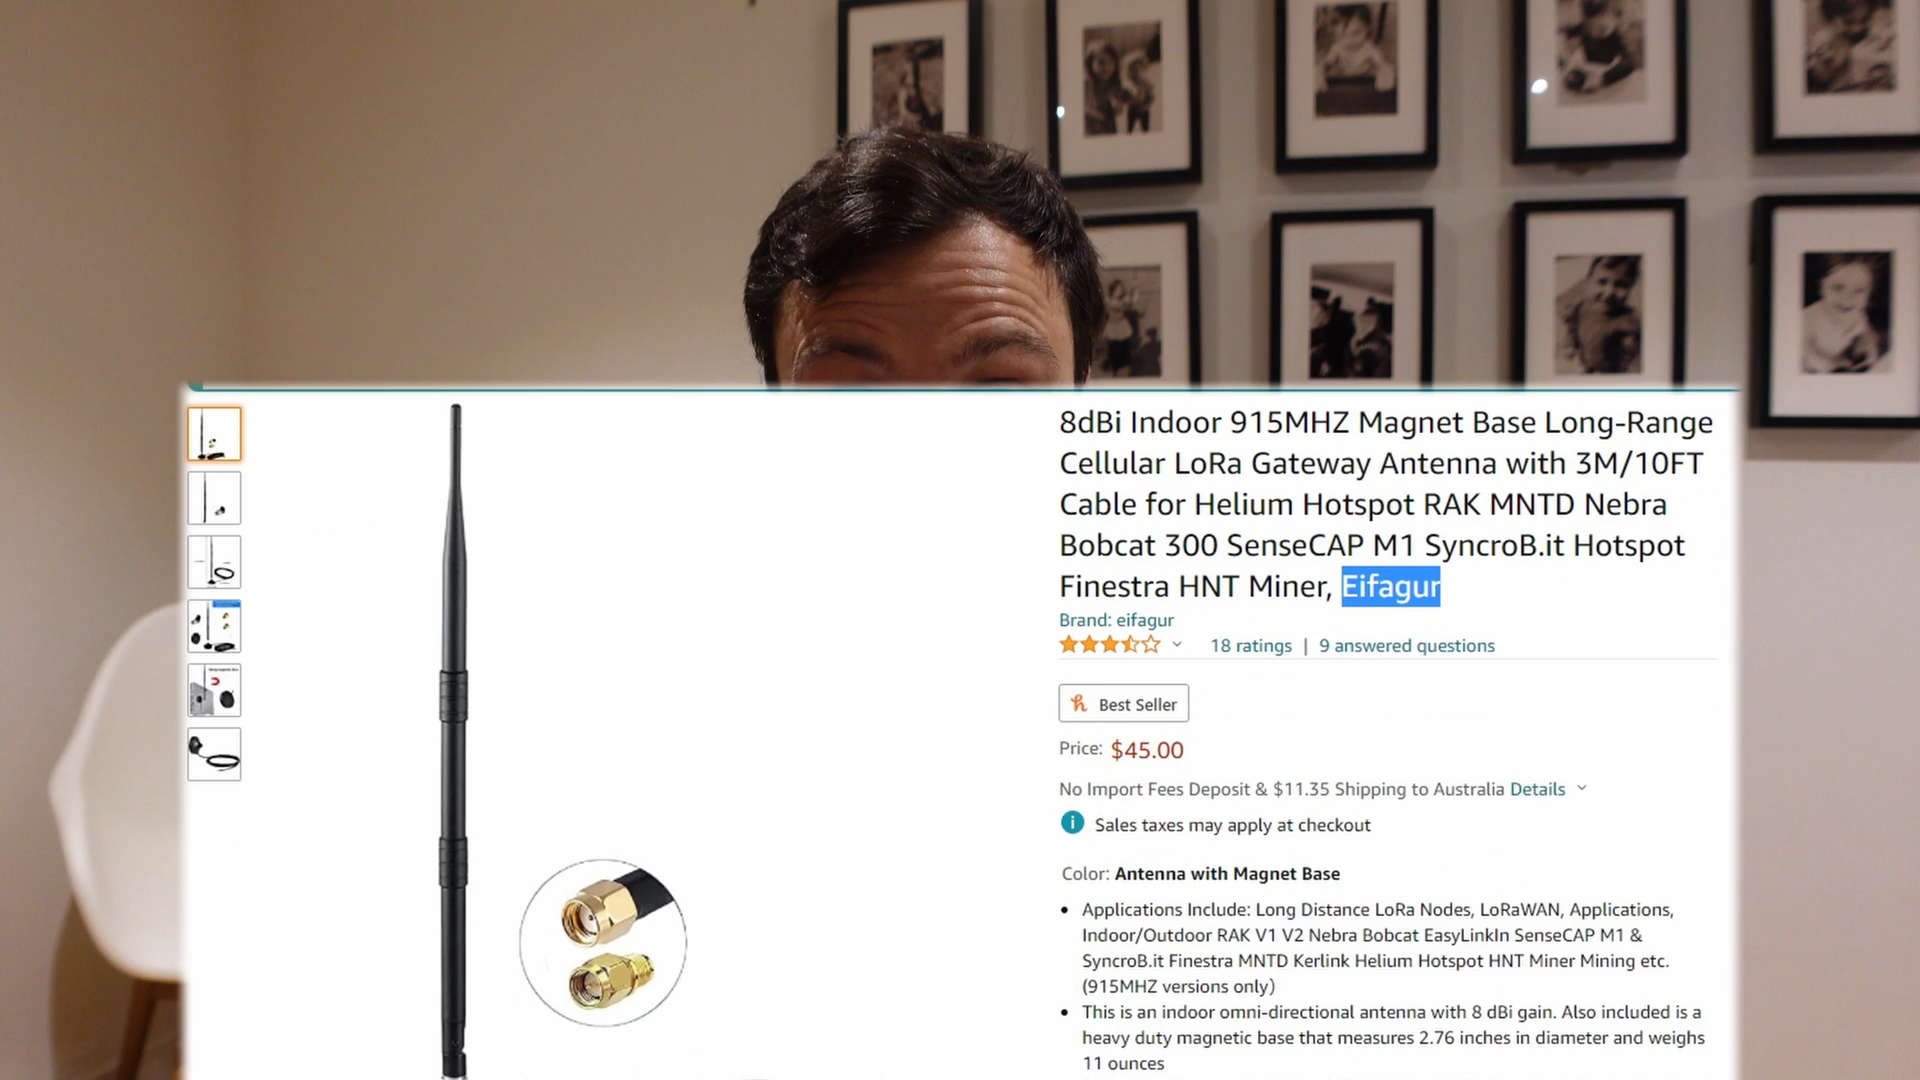 8dBi Indoor 915MHZ Magnet Base Long-Range
Cellular LoRa Gateway Antenna with 3M/10FT
Cable for Helium Hotspot RAK MNTD Nebra
Bobcat 300 SenseCAP M1 SyncroB.it Hotspot
Finestra HNT Miner, Eifagur
Brand: eifagur
18 ratings | 9 answered questions
Best Seller
Price: $45.00
No Import Fees Deposit & $11.35 Shipping to Australia Details
Sales taxes may apply at checkout
Color: Antenna with Magnet Base
• Applications Include: Long Distance LoRa Nodes, LoRaWAN, Applications,
Indoor/Outdoor RAK V1 V2 Nebra Bobcat EasyLinkIn SenseCAP M1 &
SyncroB.it Finestra MNTD Kerlink Helium Hotspot HNT Miner Mining etc.
(915MHZ versions only)
• This is an indoor omni-directional antenna with 8 dBi gain. Also included is a
heavy duty magnetic base that measures 2.76 inches in diameter and weighs
11 ounces